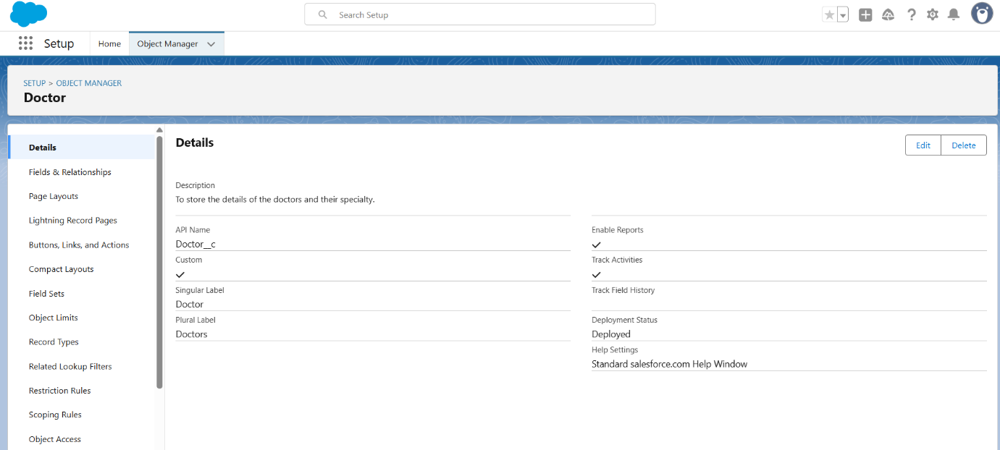 Search Setup
Setup
Home
Object Manager
SETUP > OBJECT MANAGER
Doctor
Details
Fields & Relationships
Page Layouts
Lightning Record Pages
Buttons, Links, and Actions
Compact Layouts
Field Sets
Object Limits
Record Types
Related Lookup Filters
Restriction Rules
Scoping Rules
Object Access
Details
Edit
Delete
Description
To store the details of the doctors and their specialty.
API Name
Doctor__c
Custom
Singular Label
Doctor
Plural Label
Doctors
Enable Reports
Track Activities
Track Field History
Deployment Status
Deployed
Help Settings
Standard salesforce.com Help Window